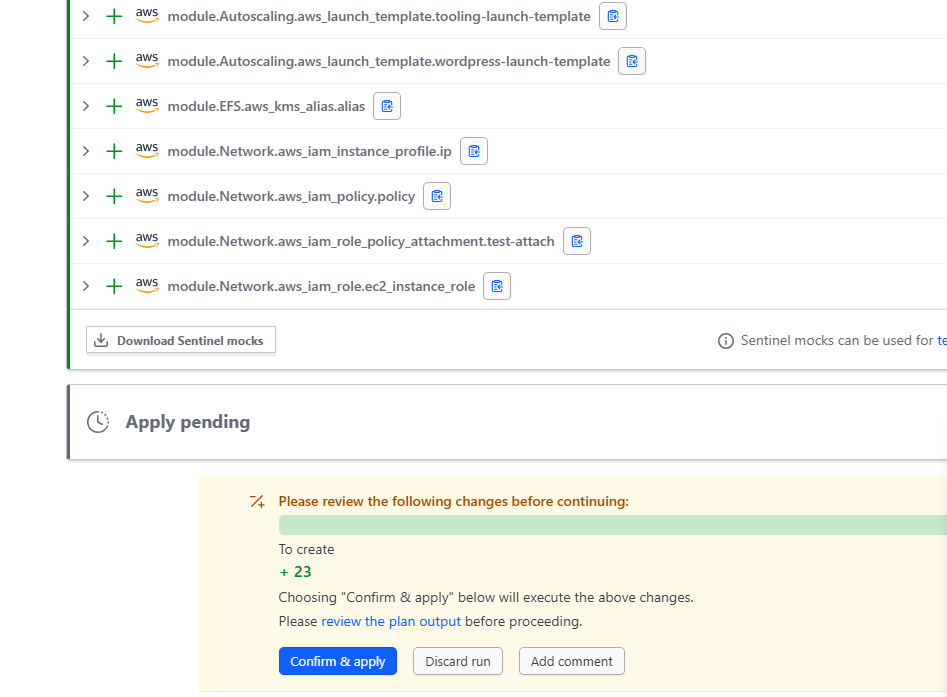 aws module.Autoscaling.aws_launch_template.tooling-launch-template
aws module.Autoscaling.aws_launch_template.wordpress-launch-template
aws module.EFS.aws_kms_alias.alias
aws module.Network.aws_iam_instance_profile.ip
aws module.Network.aws_iam_policy.policy
aws module.Network.aws_iam_role_policy_attachment.test-attach
aws module.Network.aws_iam_role.ec2_instance_role
Download Sentinel mocks Sentinel mocks can be used for te
Apply pending
Please review the following changes before continuing:
To create
+ 23
Choosing "Confirm & apply" below will execute the above changes.
Please review the plan output before proceeding.
Confirm & apply Discard run Add comment